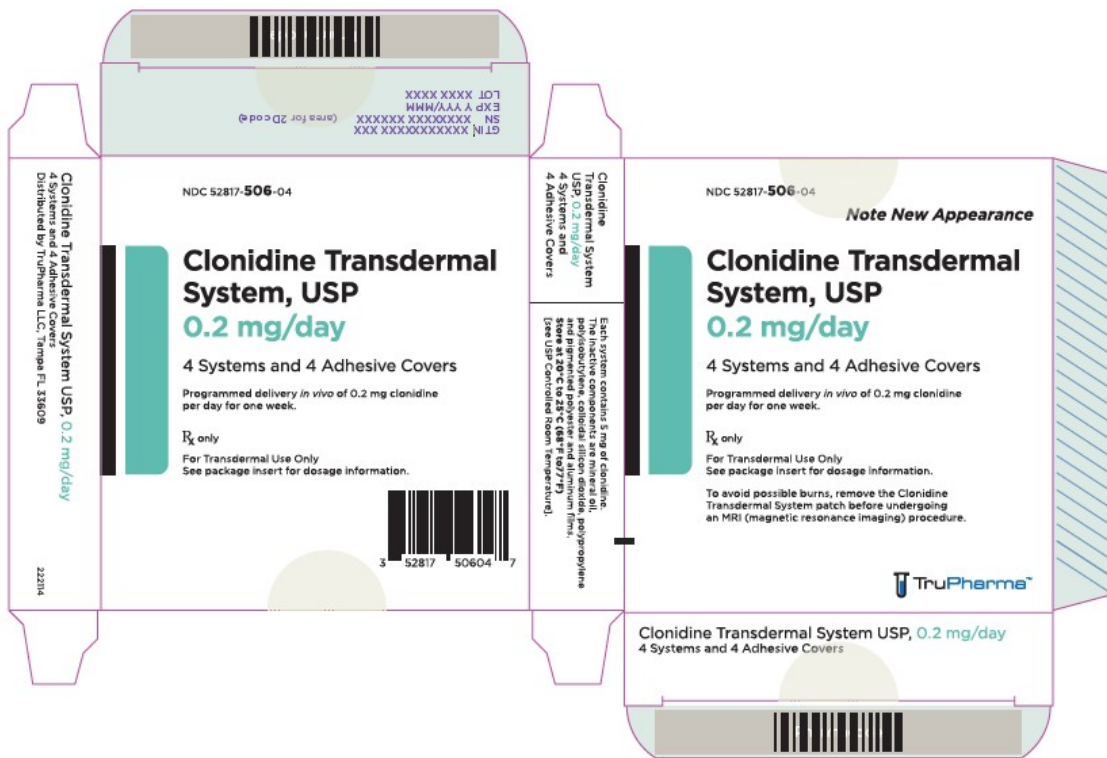 GTIN XXXXXXXXXXXX XXX
SN XXXXXXXXX XXXXXX
EXP YYYY/MMM
LOT XXXX XXXX
(area for 2D code)
Clonidine Transdermal System USP, 0.2 mg/day
4 Systems and 4 Adhesive Covers
Distributed by TruPharma LLC, Tampa FL 33609
222114
NDC 52817-506-04
Clonidine Transdermal
System, USP
0.2 mg/day
4 Systems and 4 Adhesive Covers
Programmed delivery in vivo of 0.2 mg clonidine
per day for one week.
Rx only
For Transdermal Use Only
See package insert for dosage information.
3 52817 50604 7
Clonidine
Transdermal System
USP, 0.2 mg/day
4 Systems and
4 Adhesive Covers
Each system contains 5 mg of clonidine.
The inactive components are mineral oil,
polyisobutylene, colloidal silicon dioxide, polypropylene
and pigmented polyester and aluminum films.
Store at 20°C to 25°C (68°F to77°F)
[see USP Controlled Room Temperature].
NDC 52817-506-04
Note New Appearance
Clonidine Transdermal
System, USP
0.2 mg/day
4 Systems and 4 Adhesive Covers
Programmed delivery in vivo of 0.2 mg clonidine
per day for one week.
Rx only
For Transdermal Use Only
See package insert for dosage information.
To avoid possible burns, remove the Clonidine
Transdermal System patch before undergoing
an MRI (magnetic resonance imaging) procedure.
TruPharma™
Clonidine Transdermal System USP, 0.2 mg/day
4 Systems and 4 Adhesive Covers